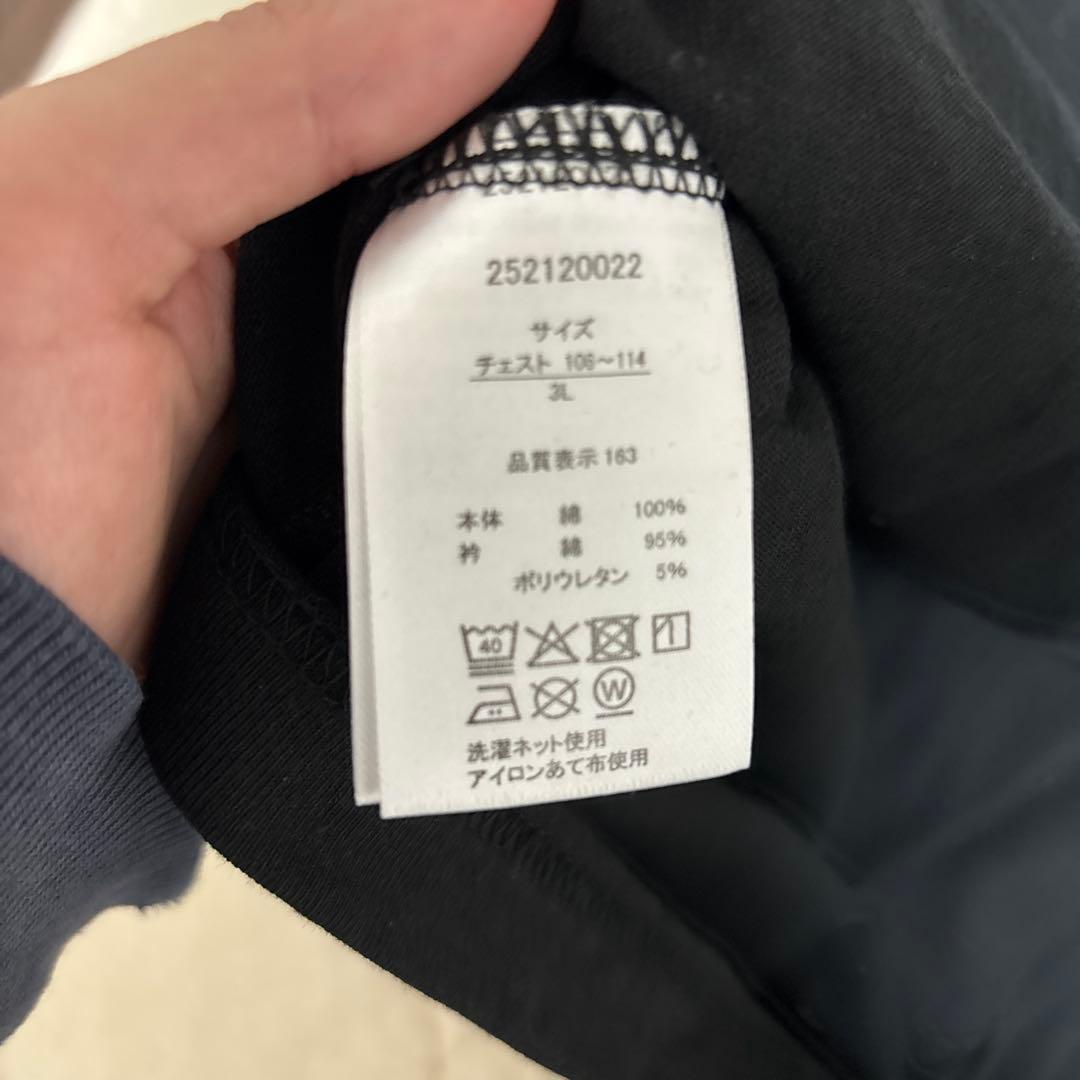 252120022
サイズ
チェスト 106～114
3L
品質表示 163
本体 綿 100%
衿 綿 95%
ポリウレタン 5%
40
W
洗濯ネット使用
アイロンあて布使用